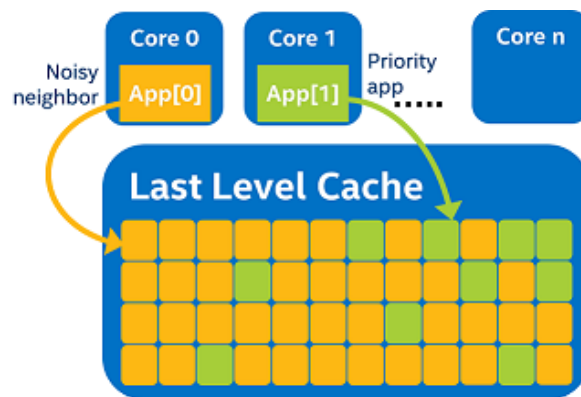 Core 0
Core 1
Core n
Noisy
neighbor
App[0]
App[1]
Priority
app
Last Level Cache